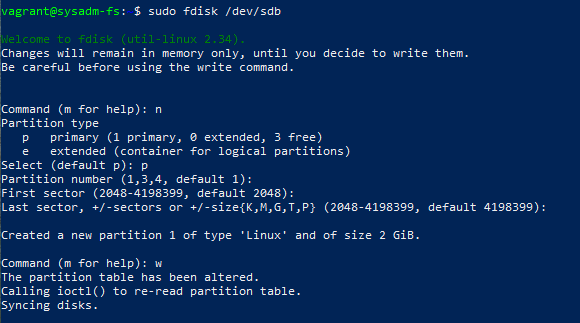 vagrant@sysadm-fs: $ sudo fdisk /dev/sdb
Welcome to fdisk (util-linux 2.34).
Changes will remain in memory only, until you decide to write them.
Be careful before using the write command.
Command (m for help): n
Partition type
p primary (1 primary, 0 extended, 3 free)
e extended (container for logical partitions)
Select (default p): p
Partition number (1,3,4, default 1):
First sector (2048-4198399, default 2048):
Last sector, +/-sectors or +/-size{K,M,G,T,P} (2048-4198399, default 4198399):
Created a new partition 1 of type 'Linux' and of size 2 GiB.
Command (m for help): w
The partition table has been altered.
Calling ioctl() to re-read partition table.
Syncing disks.